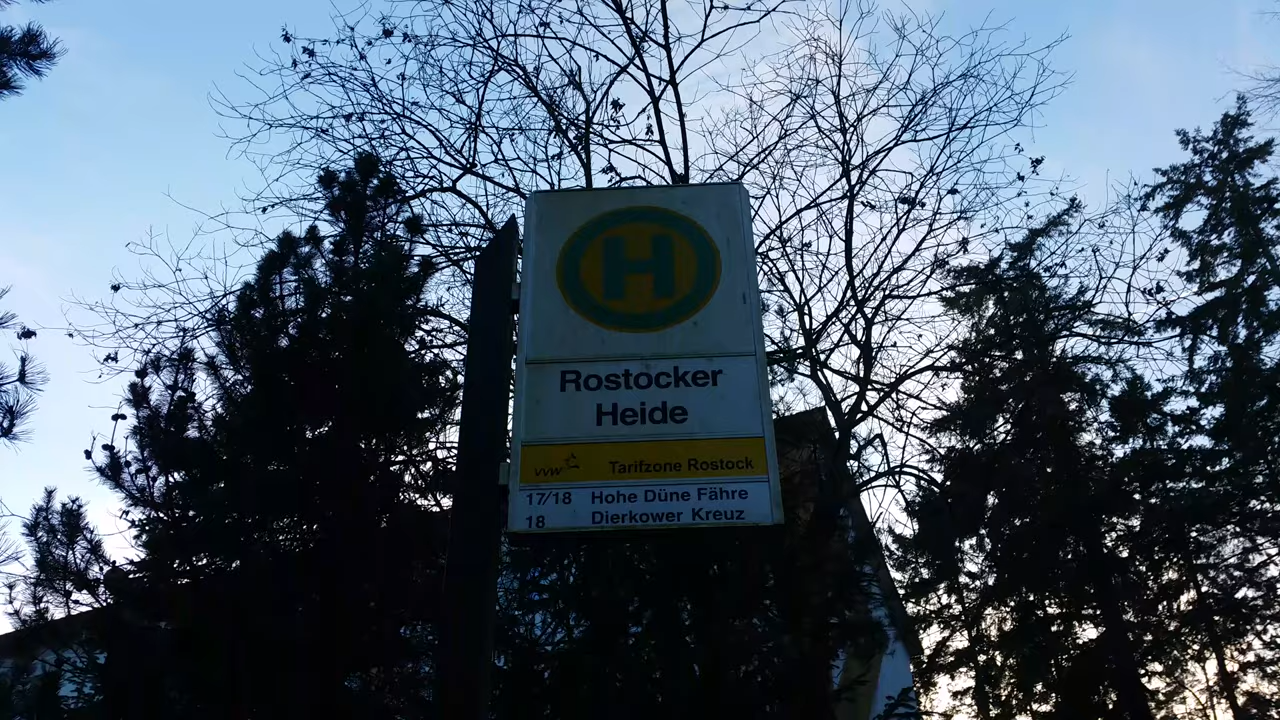 H
Rostocker
Heide
VVW Tarifzone Rostock
17/18 Hohe Düne Fähre
18 Dierkower Kreuz